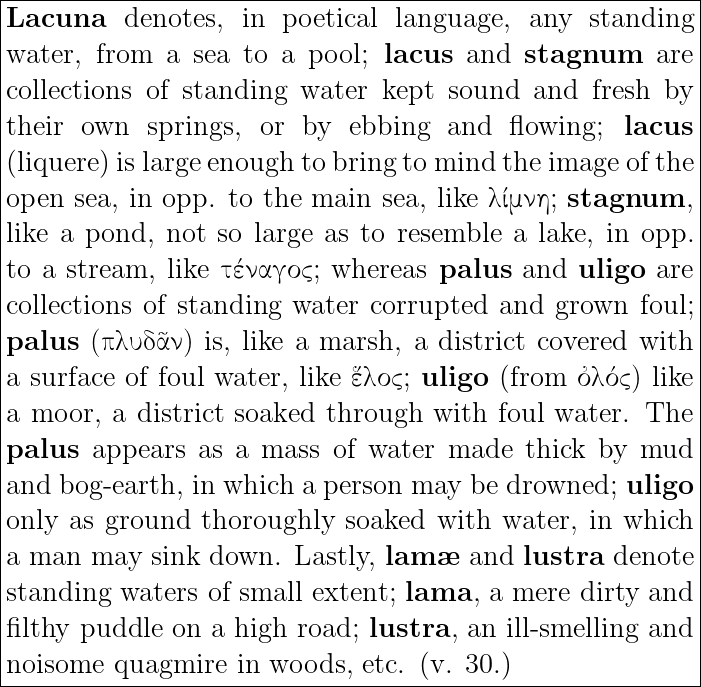 Lacuna denotes, in poetical language, any standing
water, from a sea to a pool; lacus and stagnum are
collections of standing water kept sound and fresh by
their own springs, or by ebbing and flowing; lacus
(liquere) is large enough to bring to mind the image of the
open sea, in opp. to the main sea, like λίμνη; stagnum,
like a pond, not so large as to resemble a lake, in opp.
to a stream, like τέναγος; whereas palus and uligo are
collections of standing water corrupted and grown foul;
palus (πλυδᾶν) is, like a marsh, a district covered with
a surface of foul water, like ἕλος; uligo (from ὀλός) like
a moor, a district soaked through with foul water. The
palus appears as a mass of water made thick by mud
and bog-earth, in which a person may be drowned; uligo
only as ground thoroughly soaked with water, in which
a man may sink down. Lastly, lamæ and lustra denote
standing waters of small extent; lama, a mere dirty and
filthy puddle on a high road; lustra, an ill-smelling and
noisome quagmire in woods, etc. (v. 30.)